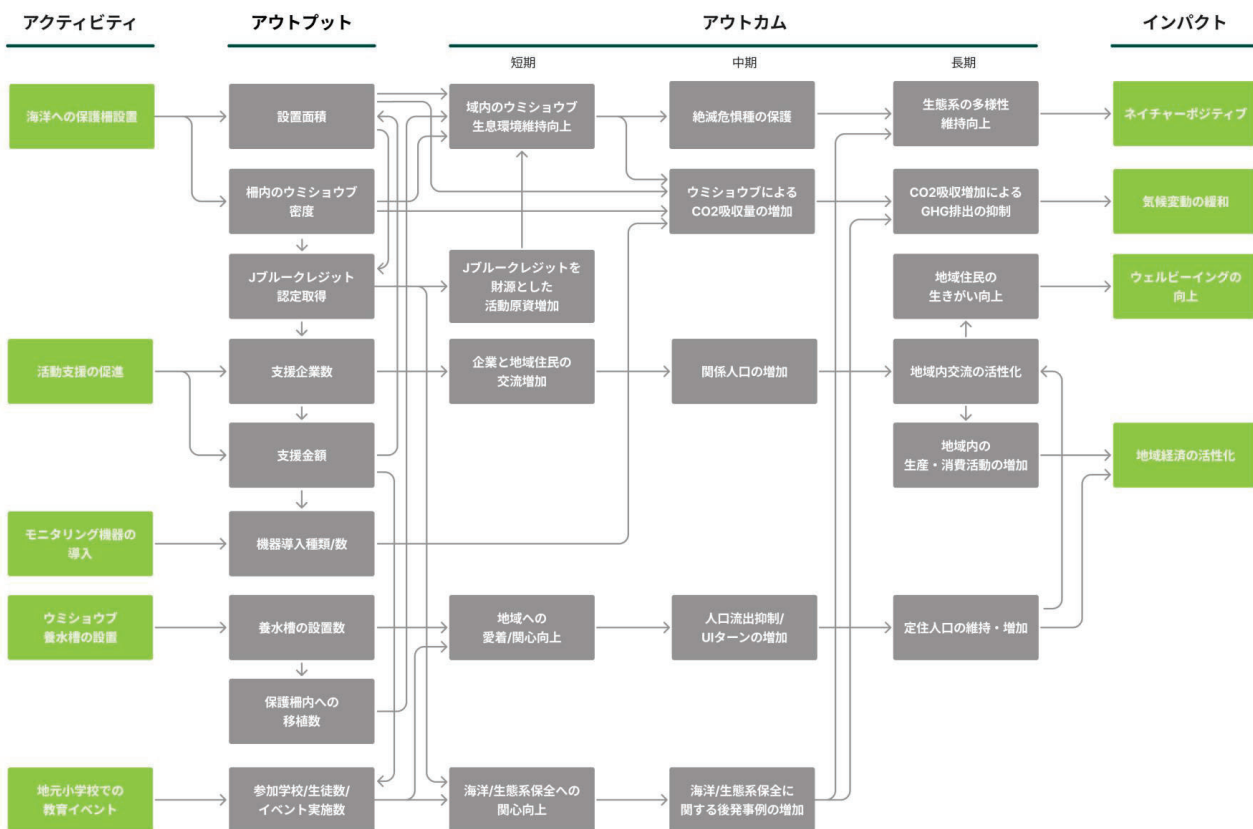 アクティビティ
アウトプット
アウトカム
インパクト
短期
中期
長期
海洋への保護柵設置
設置面積
域内のウミショウブ
生息環境維持向上
絶滅危惧種の保護
生態系の多様性
維持向上
ネイチャーポジティブ
柵内のウミショウブ
密度
ウミショウブによる
CO2吸収量の増加
CO2吸収増加による
GHG排出の抑制
気候変動の緩和
Jブルークレジット
認定取得
Jブルークレジットを
財源とした
活動原資増加
地域住民の
生きがい向上
ウェルビーイングの
向上
活動支援の促進
支援企業数
企業と地域住民の
交流増加
関係人口の増加
地域内交流の活性化
支援金額
地域内の
生産・消費活動の増加
地域経済の活性化
モニタリング機器の
導入
機器導入種類/数
ウミショウブ
養水槽の設置
養水槽の設置数
地域への
愛着/関心向上
人口流出抑制/
UIターンの増加
定住人口の維持・増加
保護柵内への
移植数
地元小学校での
教育イベント
参加学校/生徒数/
イベント実施数
海洋/生態系保全への
関心向上
海洋/生態系保全に
関する後発事例の増加